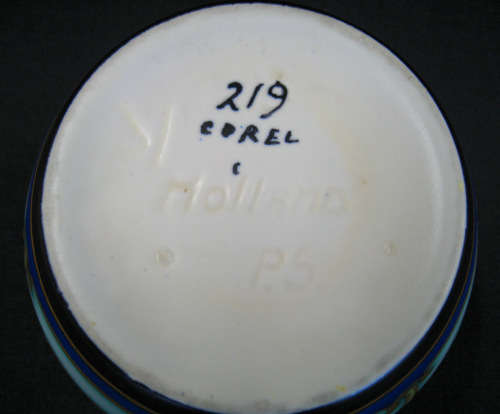 219
COREL
c
Holland
P.S.